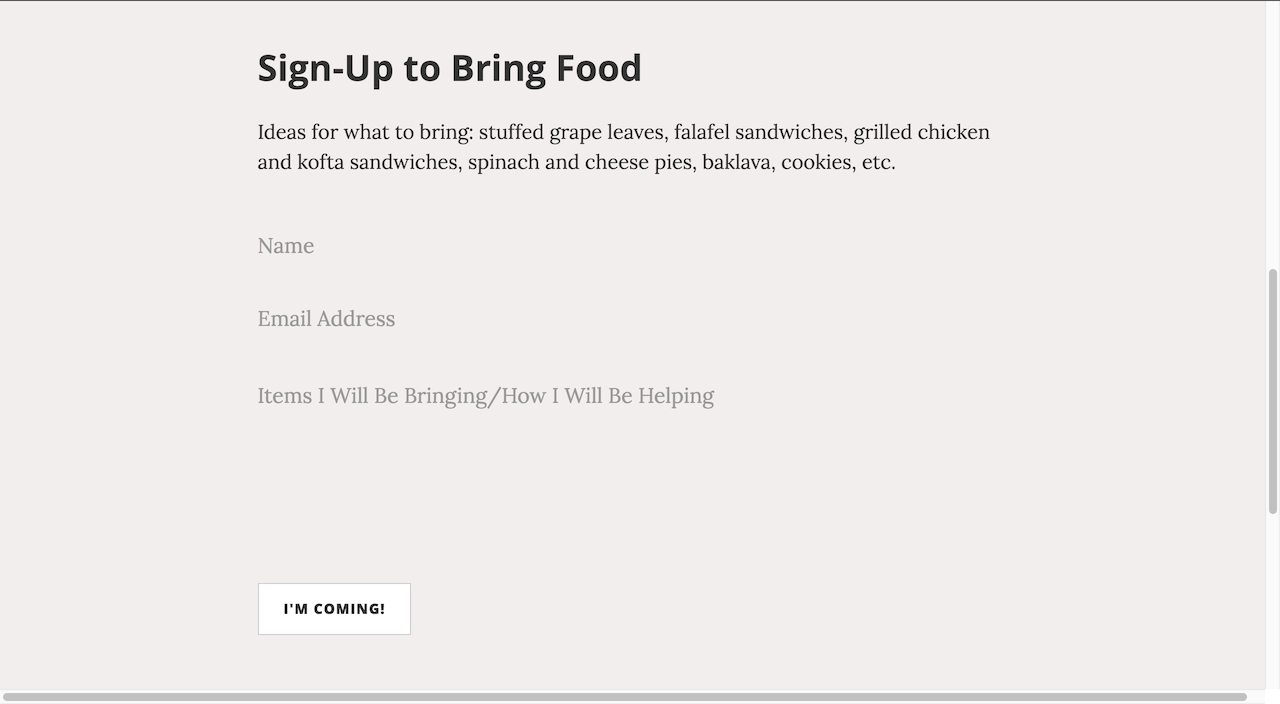 Sign-Up to Bring Food
Ideas for what to bring: stuffed grape leaves, falafel sandwiches, grilled chicken
and kofta sandwiches, spinach and cheese pies, baklava, cookies, etc.
Name
Email Address
Items I Will Be Bringing/How I Will Be Helping
I'M COMING!